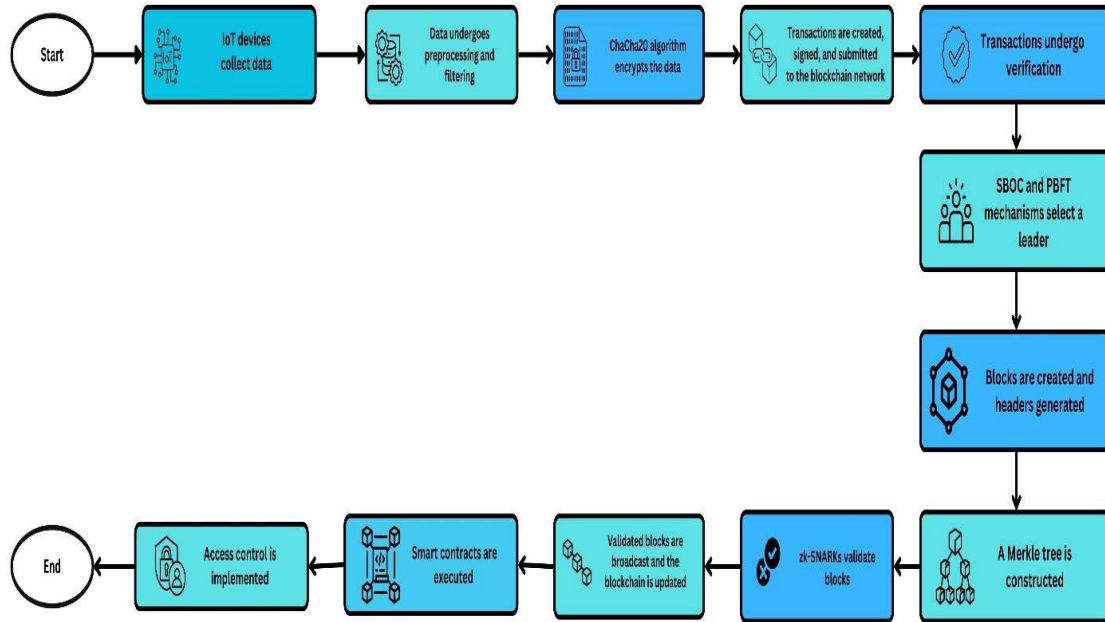 Start
IoT
IoT devices
collect data
Data undergoes
preprocessing and
filtering
ChaCha20 algorithm
encrypts the data
Transactions are created,
signed, and submitted
to the blockchain network
Transactions undergo
verification
SBOC and PBFT
mechanisms select a
leader
Blocks are created and
headers generated
A Merkle tree is
constructed
zk-SNARKs validate
blocks
Validated blocks are
broadcast and the
blockchain is updated
Smart contracts are
executed
Access control is
implemented
End